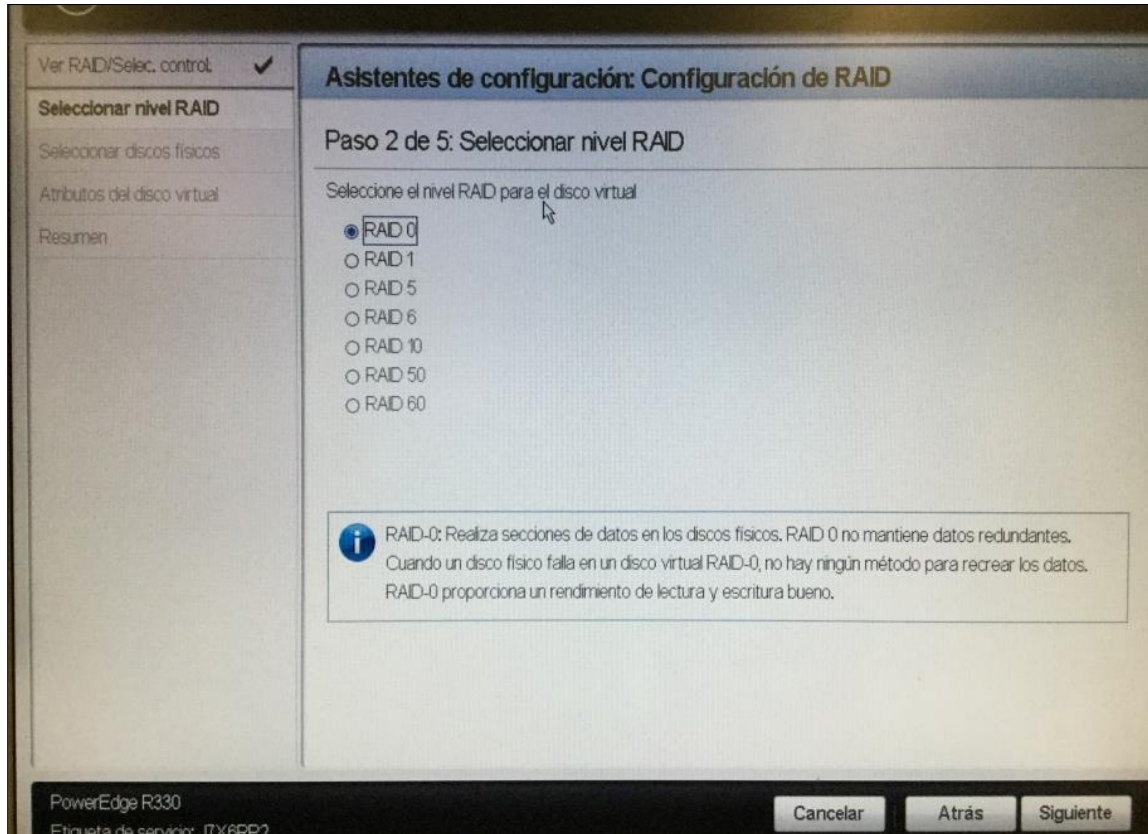 Ver RAID/Selec. control.
Seleccionar nivel RAID
Seleccionar discos físicos
Atributos del disco virtual
Resumen
Asistentes de configuración: Configuración de RAID
Paso 2 de 5: Seleccionar nivel RAID
Seleccione el nivel RAID para el disco virtual
RAID 0
RAID 1
RAID 5
RAID 6
RAID 10
RAID 50
RAID 60
RAID-0: Realiza secciones de datos en los discos físicos. RAID 0 no mantiene datos redundantes.
Cuando un disco físico falla en un disco virtual RAID-0, no hay ningún método para recrear los datos.
RAID-0 proporciona un rendimiento de lectura y escritura bueno.
PowerEdge R330
Etiqueta de servicio:
Cancelar
Atrás
Siguiente